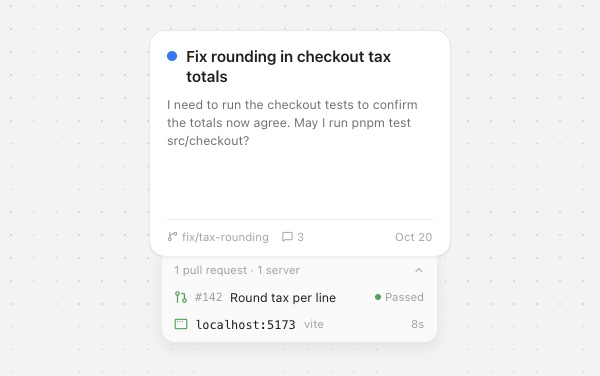 Fix rounding in checkout tax
totals
I need to run the checkout tests to confirm
the totals now agree. May I run pnpm test
src/checkout?
fix/tax-rounding 3 Oct 20
1 pull request · 1 server
#142 Round tax per line Passed
localhost:5173 vite 8s